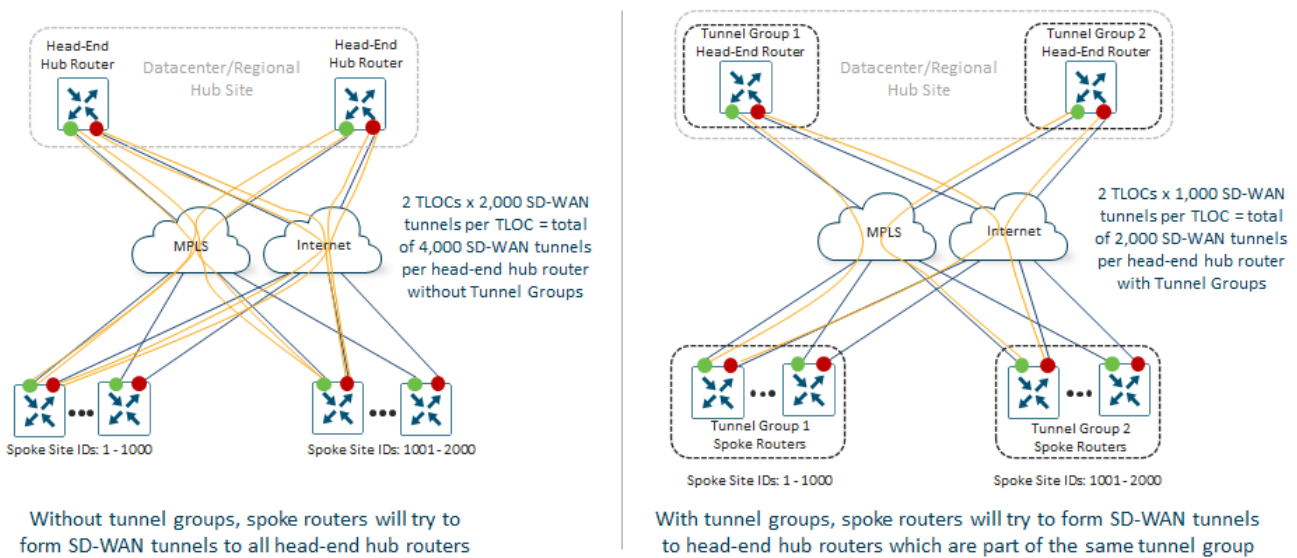 Head-End
Hub Router
Head-End
Hub Router
Datacenter/Regional
Hub Site
MPLS
Internet
2 TLOCs x 2,000 SD-WAN
tunnels per TLOC = total
of 4,000 SD-WAN tunnels
per head-end hub router
without Tunnel Groups
Spoke Site IDs: 1 - 1000
Spoke Site IDs: 1001 - 2000
Without tunnel groups, spoke routers will try to
form SD-WAN tunnels to all head-end hub routers
Tunnel Group 1
Head-End Router
Tunnel Group 2
Head-End Router
Datacenter/Regional
Hub Site
MPLS
Internet
2 TLOCs x 1,000 SD-WAN
tunnels per TLOC = total
of 2,000 SD-WAN tunnels
per head-end hub router
with Tunnel Groups
Tunnel Group 1
Spoke Routers
Tunnel Group 2
Spoke Routers
Spoke Site IDs: 1 - 1000
Spoke Site IDs: 1001 - 2000
With tunnel groups, spoke routers will try to form SD-WAN tunnels
to head-end hub routers which are part of the same tunnel group